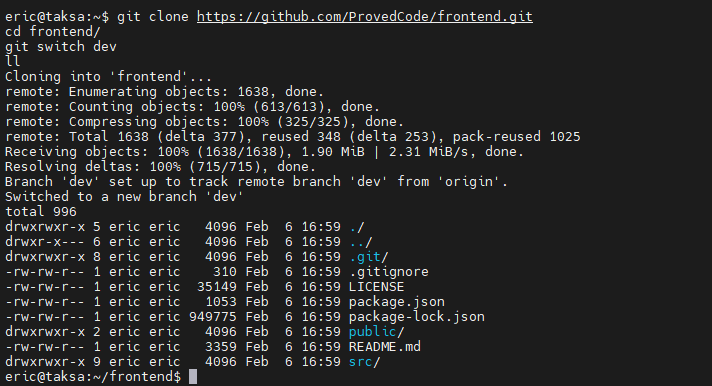 eric@taksa:~$ git clone https://github.com/ProvedCode/frontend.git
cd frontend/
git switch dev
ll
Cloning into 'frontend'...
remote: Enumerating objects: 1638, done.
remote: Counting objects: 100% (613/613), done.
remote: Compressing objects: 100% (325/325), done.
remote: Total 1638 (delta 377), reused 348 (delta 253), pack-reused 1025
Receiving objects: 100% (1638/1638), 1.90 MiB | 2.31 MiB/s, done.
Resolving deltas: 100% (715/715), done.
Branch 'dev' set up to track remote branch 'dev' from 'origin'.
Switched to a new branch 'dev'
total 996
drwxrwxr-x 5 eric eric   4096 Feb  6 16:59 ./
drwxr-x--- 6 eric eric   4096 Feb  6 16:59 ../
drwxrwxr-x 8 eric eric   4096 Feb  6 16:59 .git/
-rw-rw-r-- 1 eric eric    310 Feb  6 16:59 .gitignore
-rw-rw-r-- 1 eric eric  35149 Feb  6 16:59 LICENSE
-rw-rw-r-- 1 eric eric   1053 Feb  6 16:59 package.json
-rw-rw-r-- 1 eric eric 949775 Feb  6 16:59 package-lock.json
drwxrwxr-x 2 eric eric   4096 Feb  6 16:59 public/
-rw-rw-r-- 1 eric eric   3359 Feb  6 16:59 README.md
drwxrwxr-x 9 eric eric   4096 Feb  6 16:59 src/
eric@taksa:~/frontend$